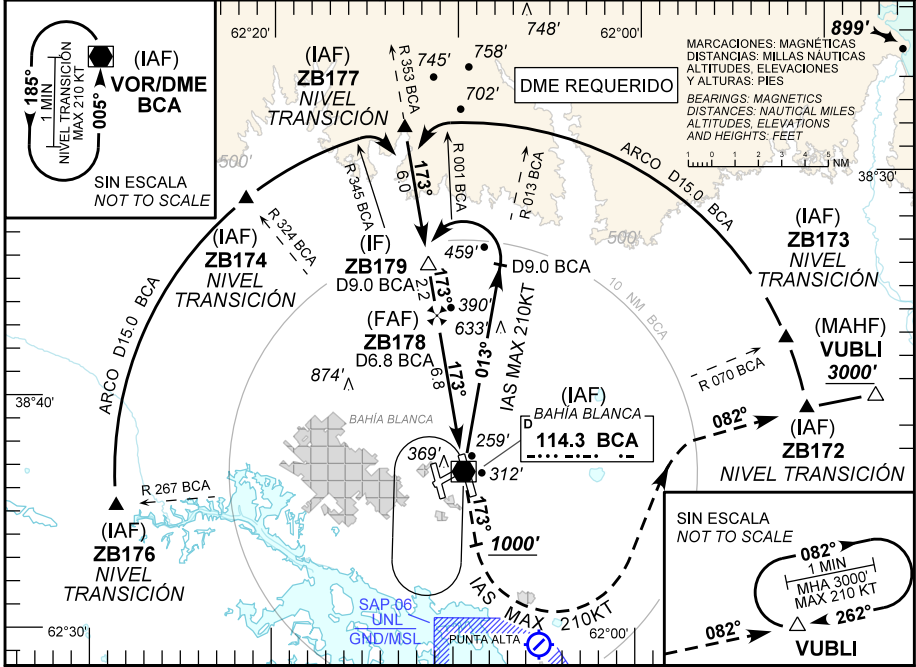 62°20'
62°00'
748'
899'
(IAF)
VOR/DME
BCA
185°
NIVEL TRANSICIÓN
1 MIN
MAX 210 KT
005°
SIN ESCALA
NOT TO SCALE
(IAF)
ZB177
NIVEL
TRANSICIÓN
R 353 BCA
745'
758'
702'
DME REQUERIDO
MARCACIONES: MAGNÉTICAS
DISTANCIAS: MILLAS NÁUTICAS
ALTITUDES, ELEVACIONES
Y ALTURAS: PIES
BEARINGS: MAGNETICS
DISTANCES: NAUTICAL MILES
ALTITUDES, ELEVATIONS
AND HEIGHTS: FEET
1 0 1 2 3 4 5 NM
38°30'
500'
R 345 BCA
173°
6.0
R 001 BCA
R 013 BCA
ARCO D15.0 BCA
500'
(IAF)
ZB174
NIVEL
TRANSICIÓN
R 324 BCA
(IF)
ZB179
D9.0 BCA
459'
D9.0 BCA
(IAF)
ZB173
NIVEL
TRANSICIÓN
173°
2.2
390'
633'
10 NM BCA
(FAF)
ZB178
D6.8 BCA
6.8
173°
013°
IAS MAX 210KT
ARCO D15.0 BCA
874'
(MAHF)
VUBLI
3000'
R 070 BCA
38°40'
(IAF)
BAHÍA BLANCA
D
114.3 BCA
BAHÍA BLANCA
082°
(IAF)
ZB172
NIVEL TRANSICIÓN
369'
259'
312'
R 267 BCA
(IAF)
ZB176
NIVEL
TRANSICIÓN
173°
1000'
IAS MAX 210KT
SAP 06
UNL
GND/MSL
PUNTA ALTA
SIN ESCALA
NOT TO SCALE
082°
1 MIN
MHA 3000'
MAX 210 KT
262°
082°
VUBLI
62°30'
62°00'